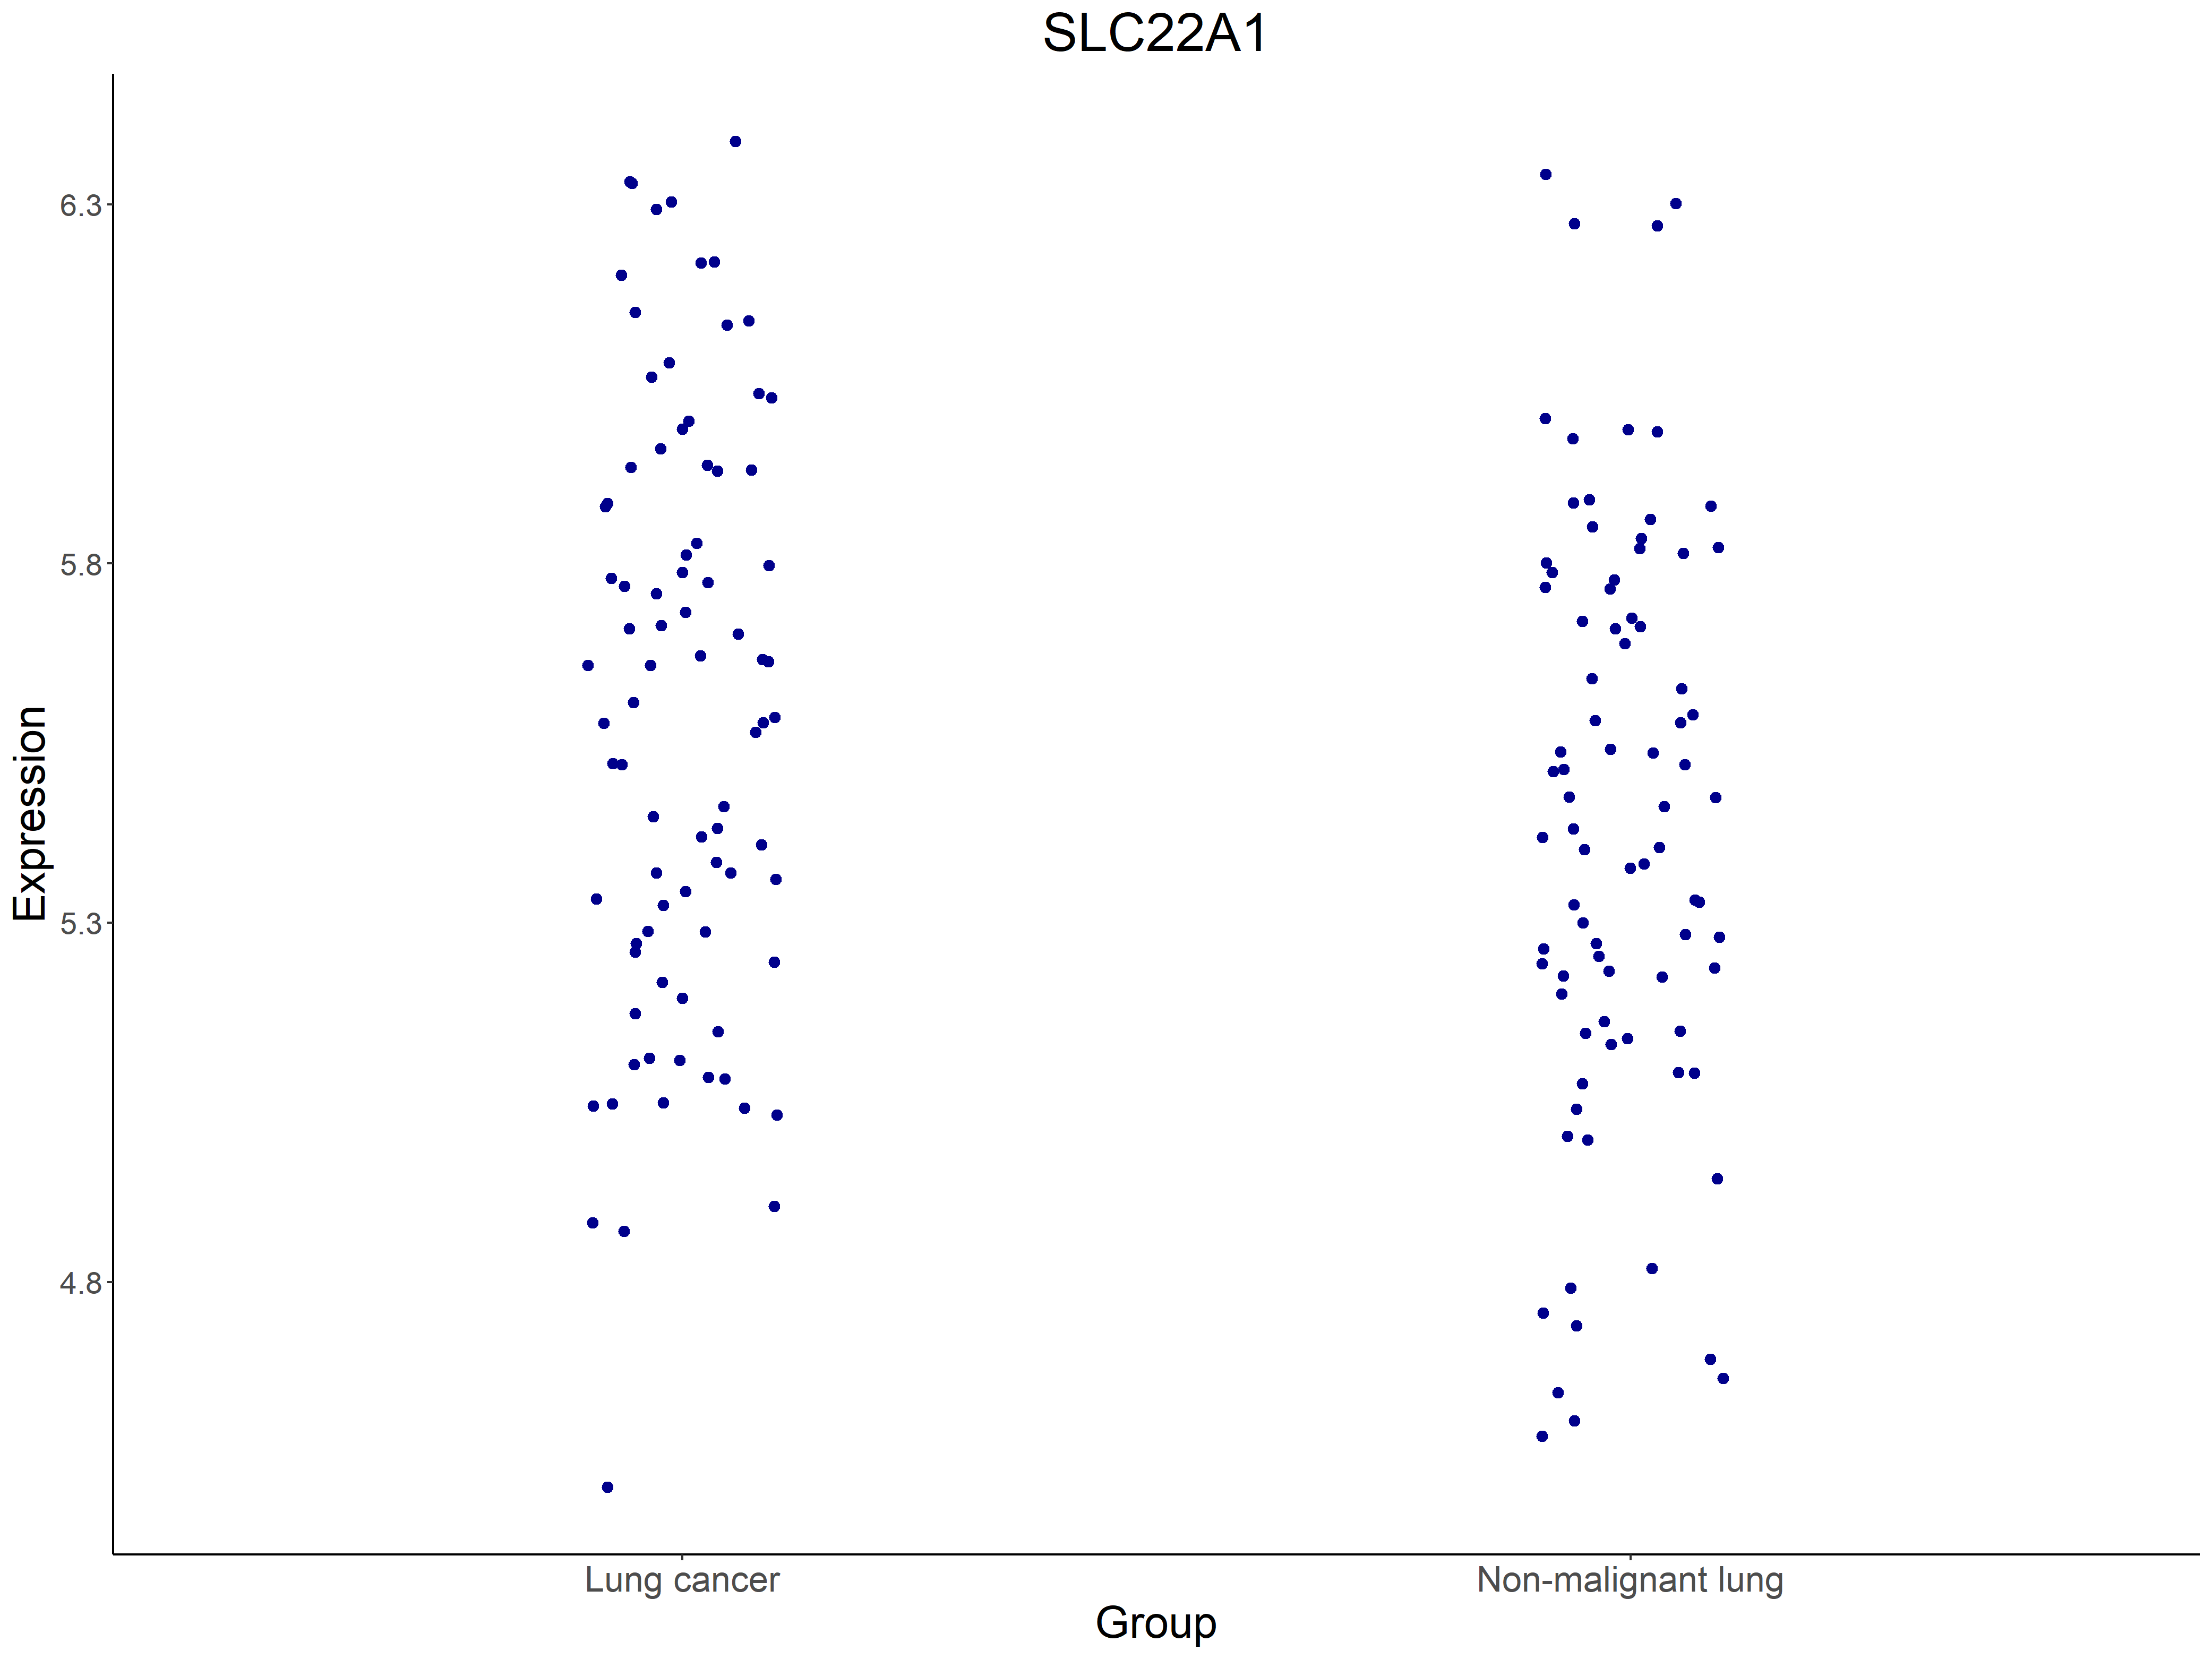 SLC22A1
Expression
6.3
5.8
5.3
4.8
Lung cancer
Non-malignant lung
Group